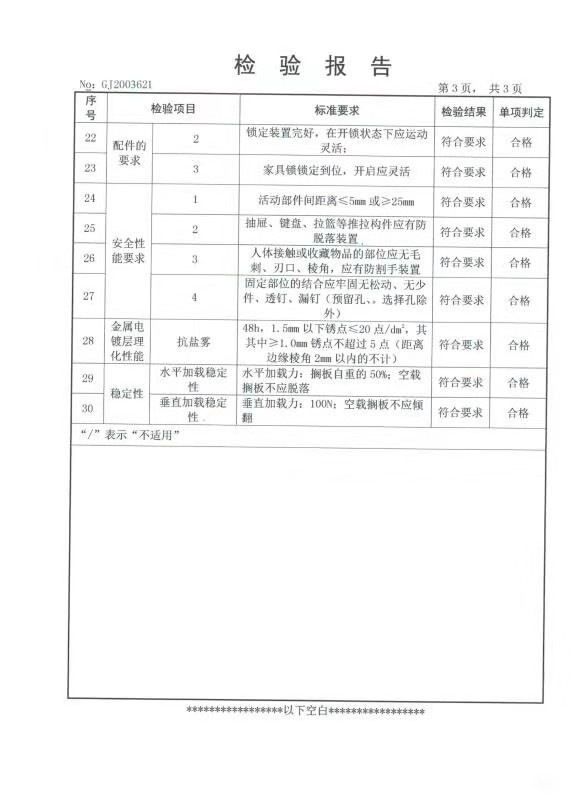 检 验 报 告
No: GJ2003621
第 3 页， 共 3 页
序号 检验项目 标准要求 检验结果 单项判定
22 配件的要求 2 锁定装置完好，在开锁状态下应运动灵活； 符合要求 合格
23 3 家具锁锁定到位，开启应灵活 符合要求 合格
24 安全性能要求 1 活动部件间距离≤5mm 或≥25mm 符合要求 合格
25 2 抽屉、键盘、拉篮等推拉构件应有防脱落装置 符合要求 合格
26 3 人体接触或收藏物品的部位应无毛刺、刃口、棱角，应有防割手装置 符合要求 合格
27 4 固定部位的结合应牢固无松动、无少件、透钉、漏钉（预留孔、。选择孔除外） 符合要求 合格
28 金属电镀层理化性能 抗盐雾 48h，1.5mm 以下锈点≤20 点/dm²，其其中≥1.0mm 锈点不超过 5 点（距离边缘棱角 2mm 以内的不计） 符合要求 合格
29 稳定性 水平加载稳定性 水平加载力：搁板自重的 50%；空载搁板不应脱落 符合要求 合格
30 垂直加载稳定性 垂直加载力：100N；空载搁板不应倾翻 符合要求 合格
“/”表示“不适用”
*****************以下空白*****************